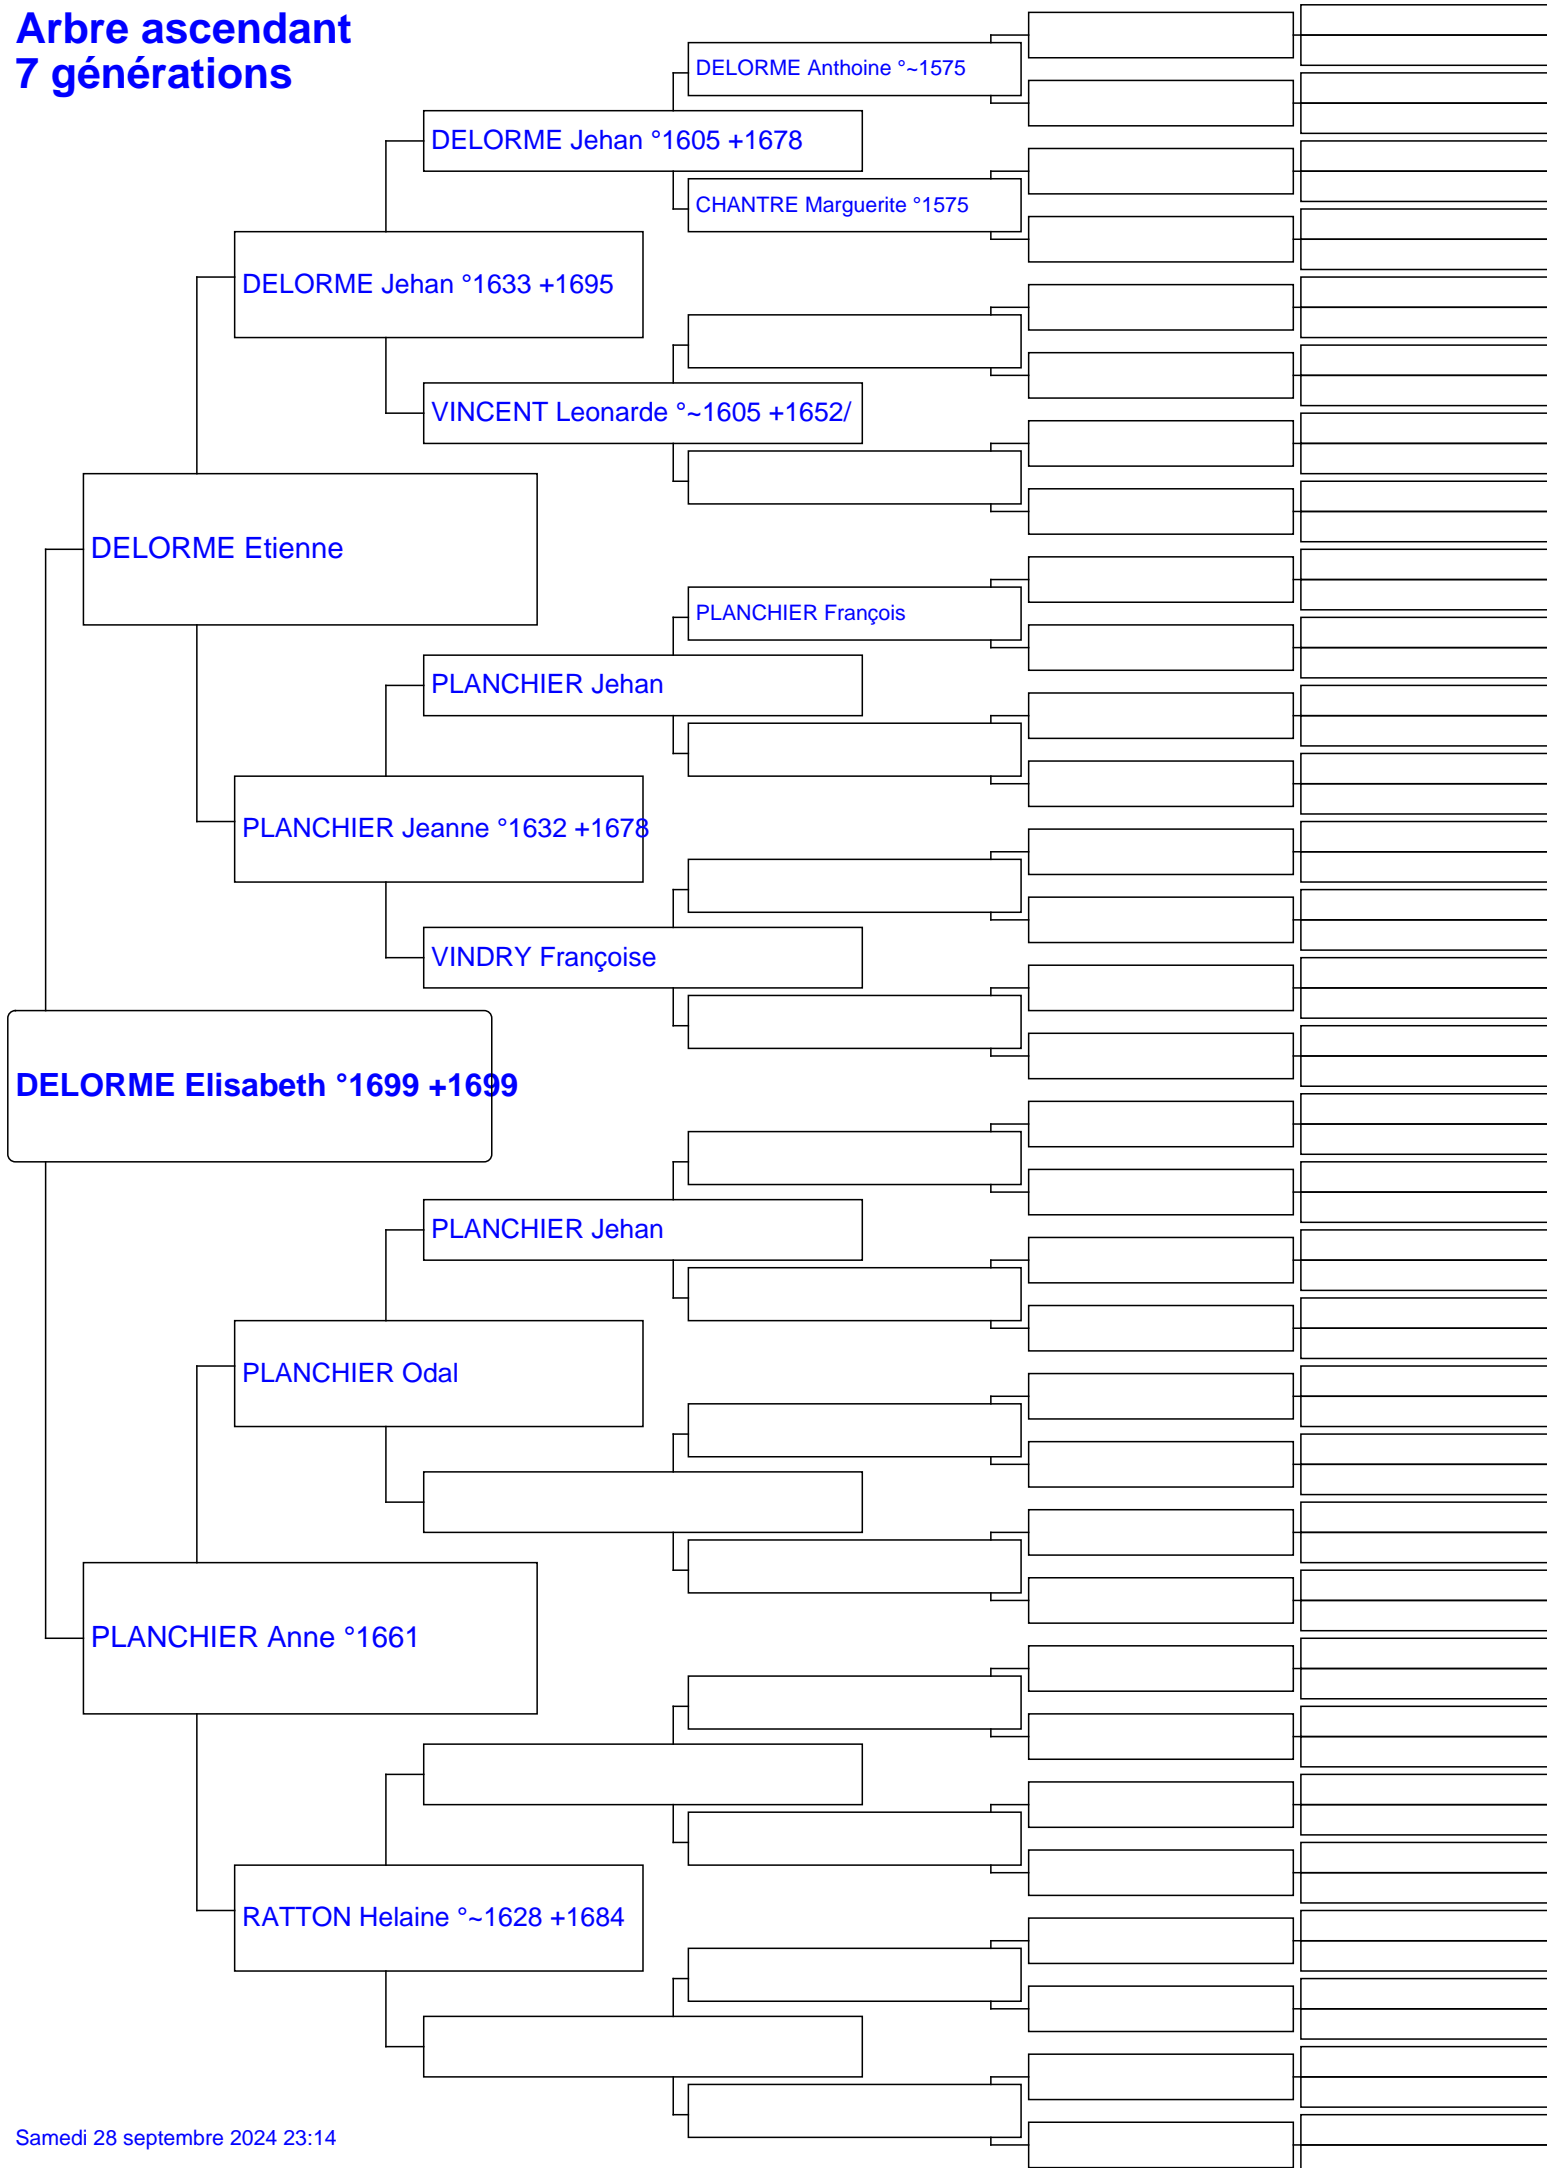 Arbre ascendant
7 générations
DELORME Anthoine °~1575
DELORME Jehan °1605 +1678
CHANTRE Marguerite °1575
DELORME Jehan °1633 +1695
VINCENT Leonarde °~1605 +1652/
DELORME Etienne
PLANCHIER François
PLANCHIER Jehan
PLANCHIER Jeanne °1632 +1678
VINDRY Françoise
DELORME Elisabeth °1699 +1699
PLANCHIER Jehan
PLANCHIER Odal
PLANCHIER Anne °1661
RATTON Helaine °~1628 +1684
Samedi 28 septembre 2024 23:14